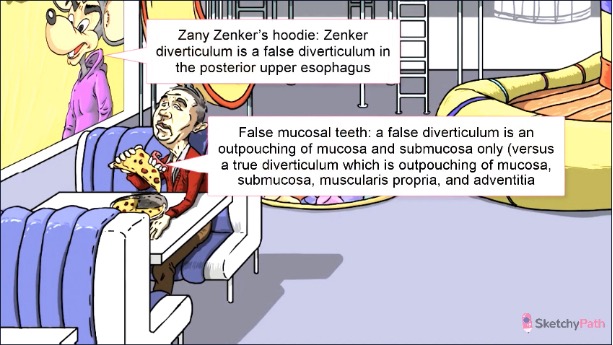 Zany Zenker's hoodie: Zenker
diverticulum is a false diverticulum in
the posterior upper esophagus
False mucosal teeth: a false diverticulum is an
outpouching of mucosa and submucosa only (versus
a true diverticulum which is outpouching of mucosa,
submucosa, muscularis propria, and adventitia
SketchyPath